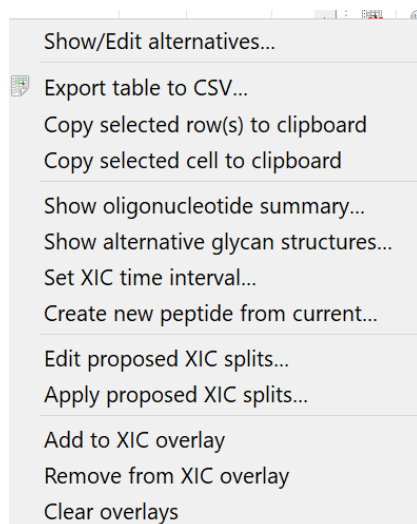 Show/Edit alternatives...
Export table to CSV...
Copy selected row(s) to clipboard
Copy selected cell to clipboard
Show oligonucleotide summary...
Show alternative glycan structures...
Set XIC time interval...
Create new peptide from current...
Edit proposed XIC splits...
Apply proposed XIC splits...
Add to XIC overlay
Remove from XIC overlay
Clear overlays